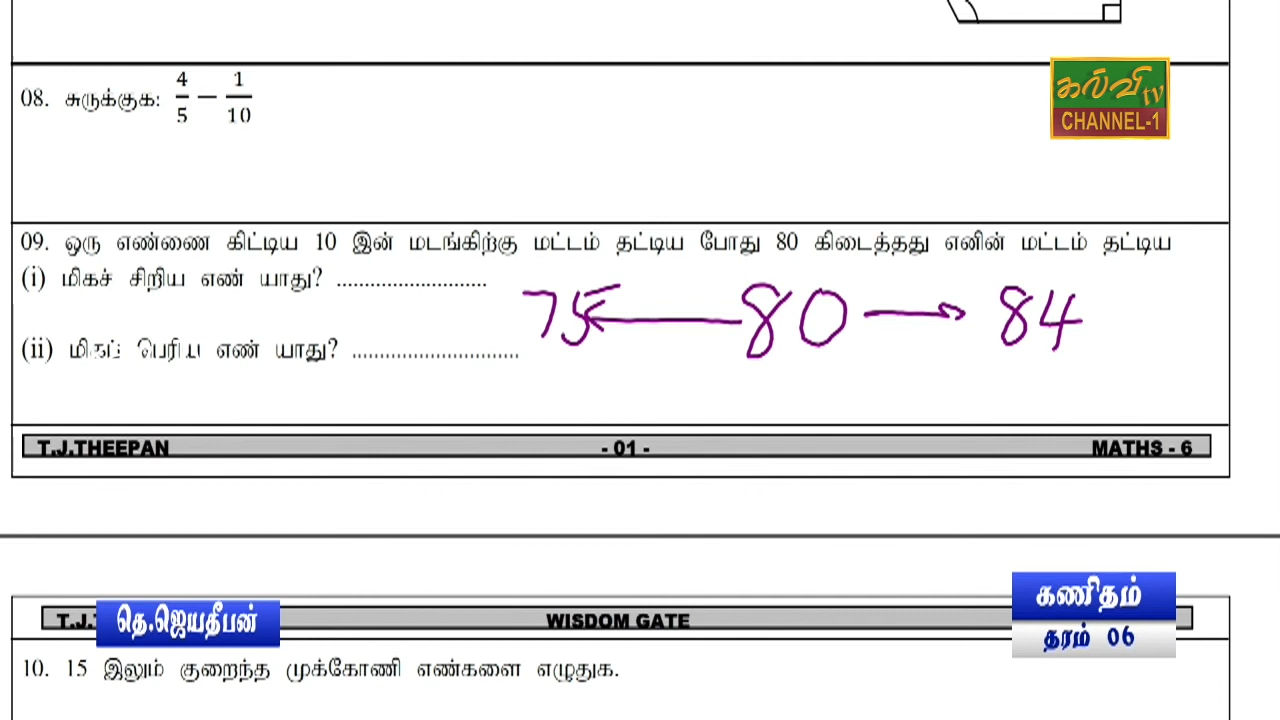 கல்வி tv
CHANNEL-1
08. சுருக்குக: 4/5 − 1/10
09. ஒரு எண்ணை கிட்டிய 10 இன் மடங்கிற்கு மட்டம் தட்டிய போது 80 கிடைத்தது எனின் மட்டம் தட்டிய
(i) மிகச் சிறிய எண் யாது? ...........................
75 ← 80 → 84
(ii) மிகப் பெரிய எண் யாது? ..............................
T.J.THEEPAN - 01 - MATHS - 6
கணிதம்
T.J. தெ.ஜெயதீபன் WISDOM GATE
தரம் 06
10. 15 இலும் குறைந்த முக்கோணி எண்களை எழுதுக.